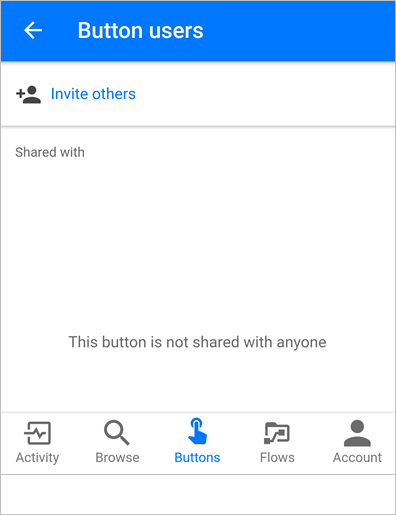 Button users
Invite others
Shared with
This button is not shared with anyone
Activity Browse Buttons Flows Account